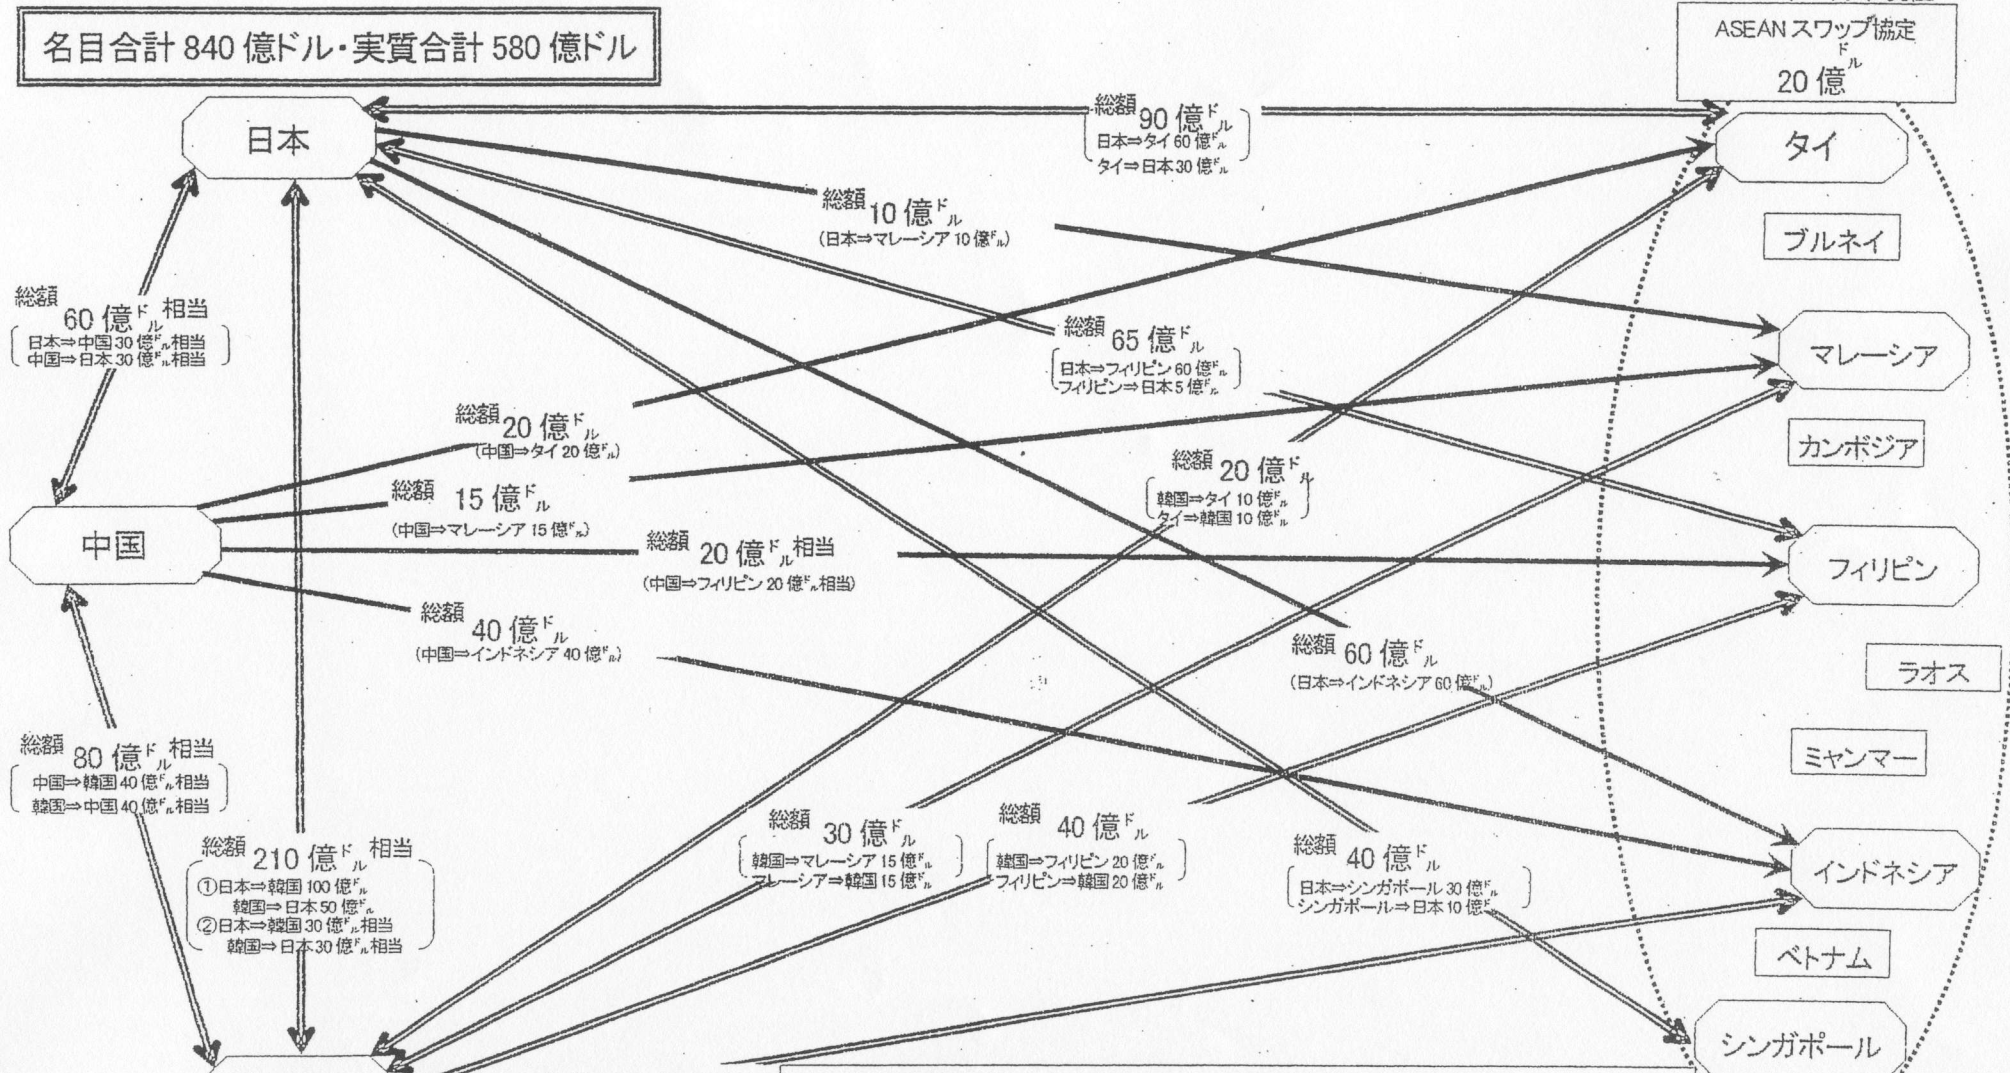 名目合計 840 億ドル・実質合計 580 億ドル
ASEAN スワップ協定
20 億ドル
日本
総額 90 億ドル
日本⇒タイ 60 億ドル
タイ⇒日本 30 億ドル
タイ
総額 10 億ドル
(日本⇒マレーシア 10 億ドル)
ブルネイ
総額 60 億ドル相当
日本⇒中国 30 億ドル相当
中国⇒日本 30 億ドル相当
総額 65 億ドル
日本⇒フィリピン 60 億ドル
フィリピン⇒日本 5 億ドル
マレーシア
総額 20 億ドル
(中国⇒タイ 20 億ドル)
カンボジア
総額 20 億ドル
韓国⇒タイ 10 億ドル
タイ⇒韓国 10 億ドル
総額 15 億ドル
(中国⇒マレーシア 15 億ドル)
中国
総額 20 億ドル相当
(中国⇒フィリピン 20 億ドル相当)
フィリピン
総額 40 億ドル
(中国⇒インドネシア 40 億ドル)
総額 60 億ドル
(日本⇒インドネシア 60 億ドル)
ラオス
総額 80 億ドル相当
中国⇒韓国 40 億ドル相当
韓国⇒中国 40 億ドル相当
ミャンマー
総額 210 億ドル相当
①日本⇒韓国 100 億ドル
韓国⇒日本 50 億ドル
②日本⇒韓国 30 億ドル相当
韓国⇒日本 30 億ドル相当
総額 30 億ドル
韓国⇒マレーシア 15 億ドル
マレーシア⇒韓国 15 億ドル
総額 40 億ドル
韓国⇒フィリピン 20 億ドル
フィリピン⇒韓国 20 億ドル
総額 40 億ドル
日本⇒シンガポール 30 億ドル
シンガポール⇒日本 10 億ドル
インドネシア
ベトナム
シンガポール